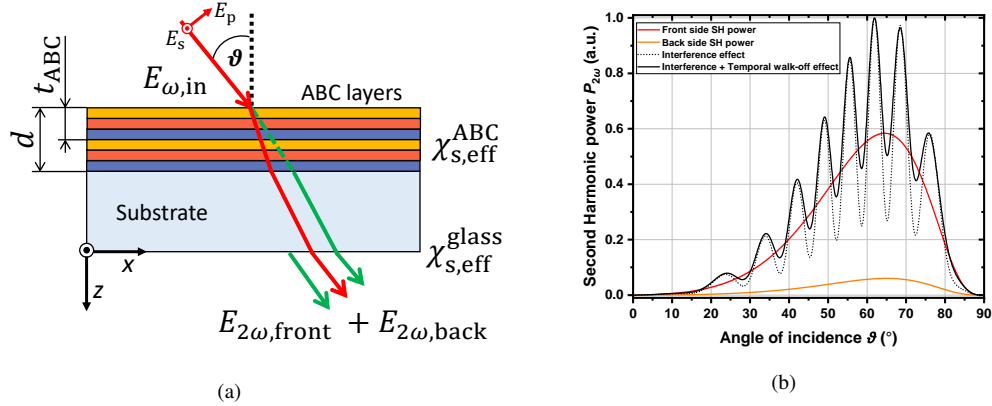 E_p
E_s
ϑ
t_ABC
E_ω,in
ABC layers
d
χ_s,eff^ABC
Substrate
χ_s,eff^glass
x
z
E_2ω,front + E_2ω,back
(a)
Front side SH power
Back side SH power
Interference effect
Interference + Temporal walk-off effect
Second Harmonic power P_2ω (a.u.)
1.0
0.8
0.6
0.4
0.2
0.0
0 10 20 30 40 50 60 70 80 90
Angle of incidence ϑ (°)
(b)